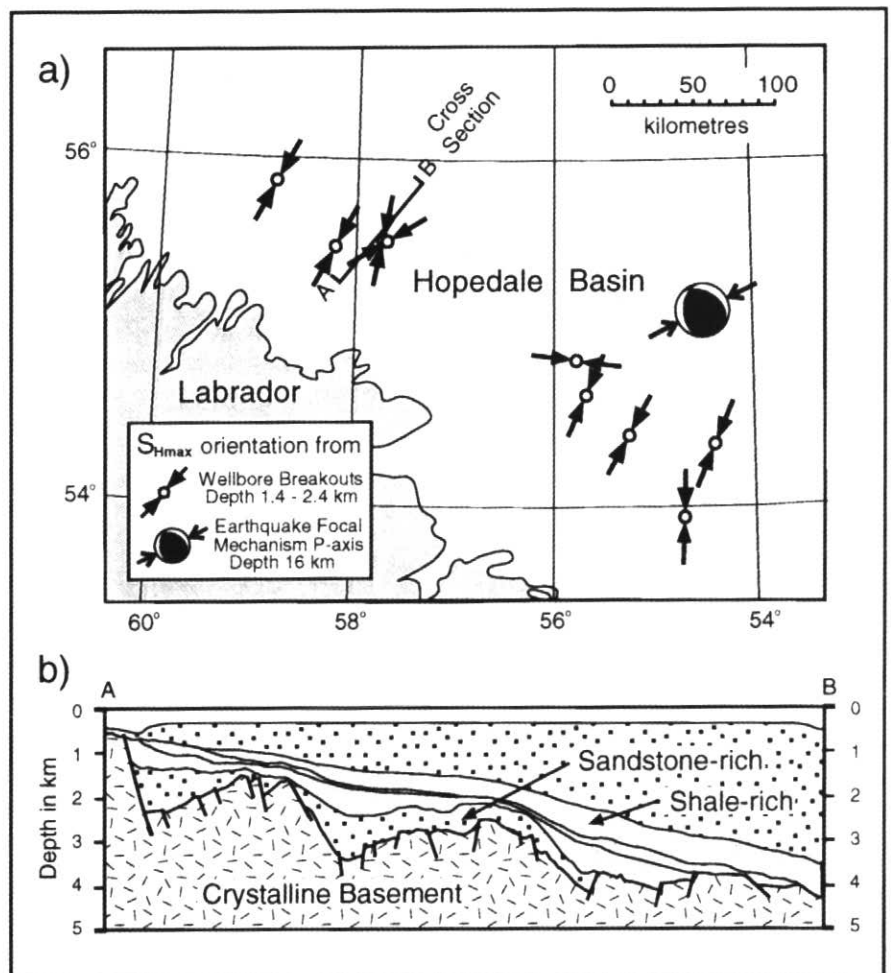 a)
0 50 100
kilometres
Cross
Section
56°
B
A
Hopedale Basin
Labrador
SHmax orientation from
Wellbore Breakouts
Depth 1.4 - 2.4 km
Earthquake Focal
Mechanism P-axis
Depth 16 km
54°
60° 58° 56° 54°
b)
A B
0 0
1 1
2 2
3 3
4 4
5 5
Depth in km
Sandstone-rich
Shale-rich
Crystalline Basement